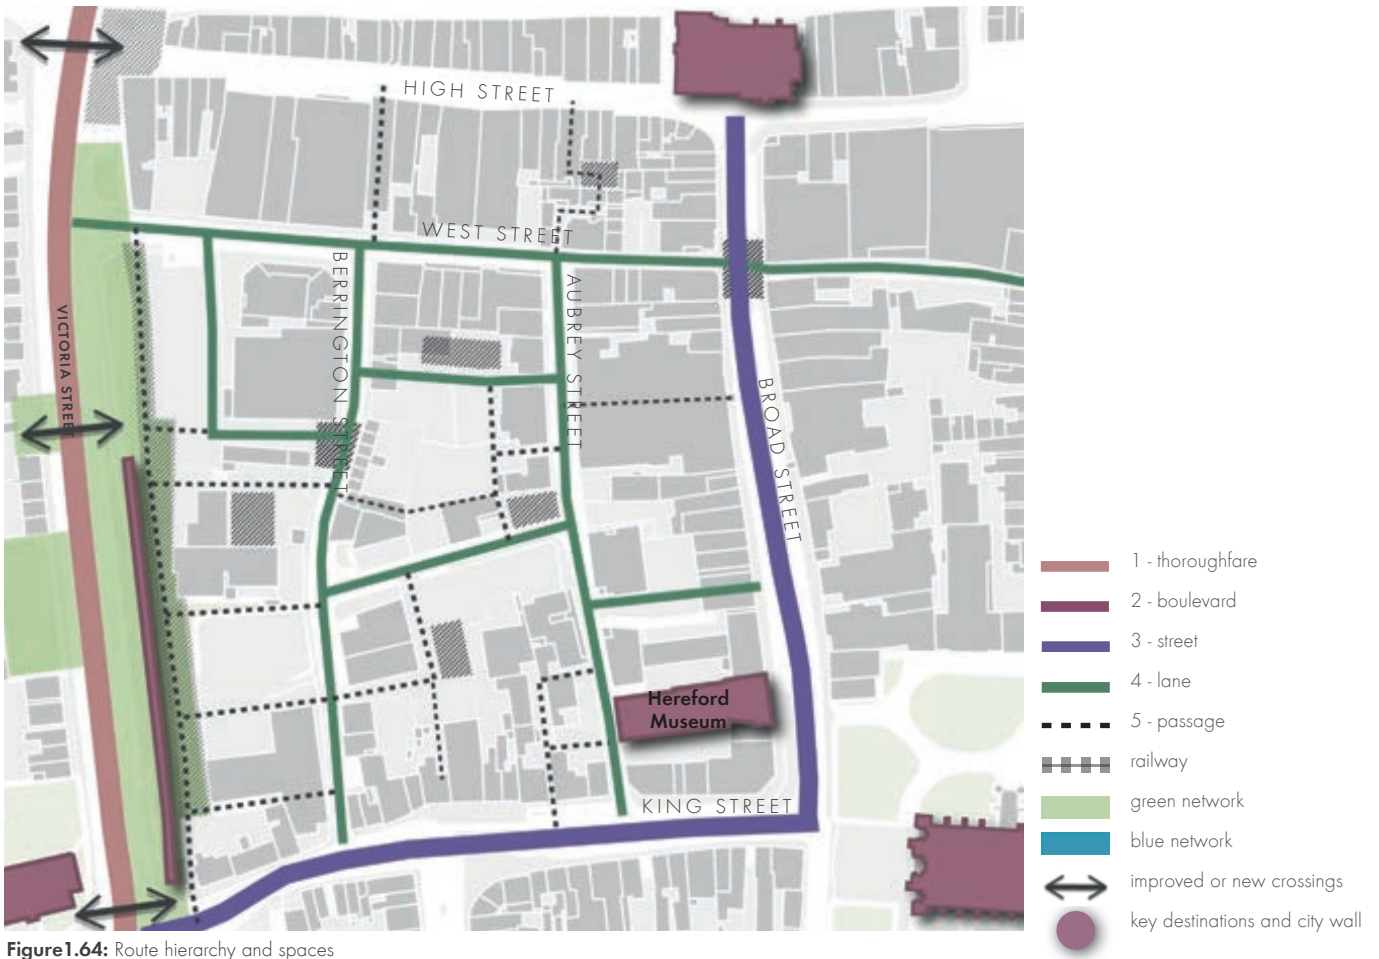 HIGH STREET
WEST STREET
BERRINGTON STREET
AUBREY STREET
VICTORIA STREET
BROAD STREET
Hereford
Museum
KING STREET
1 - thoroughfare
2 - boulevard
3 - street
4 - lane
5 - passage
railway
green network
blue network
improved or new crossings
key destinations and city wall
Figure1.64: Route hierarchy and spaces